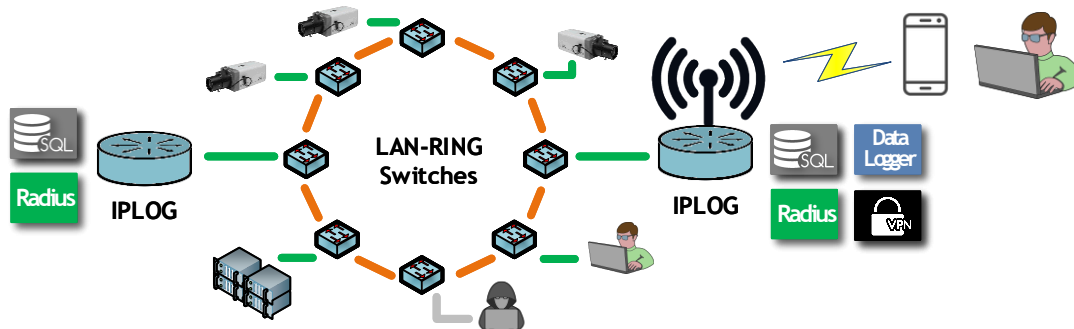 SQL
Radius
IPLOG
LAN-RING
Switches
IPLOG
SQL
Data
Logger
Radius
VPN